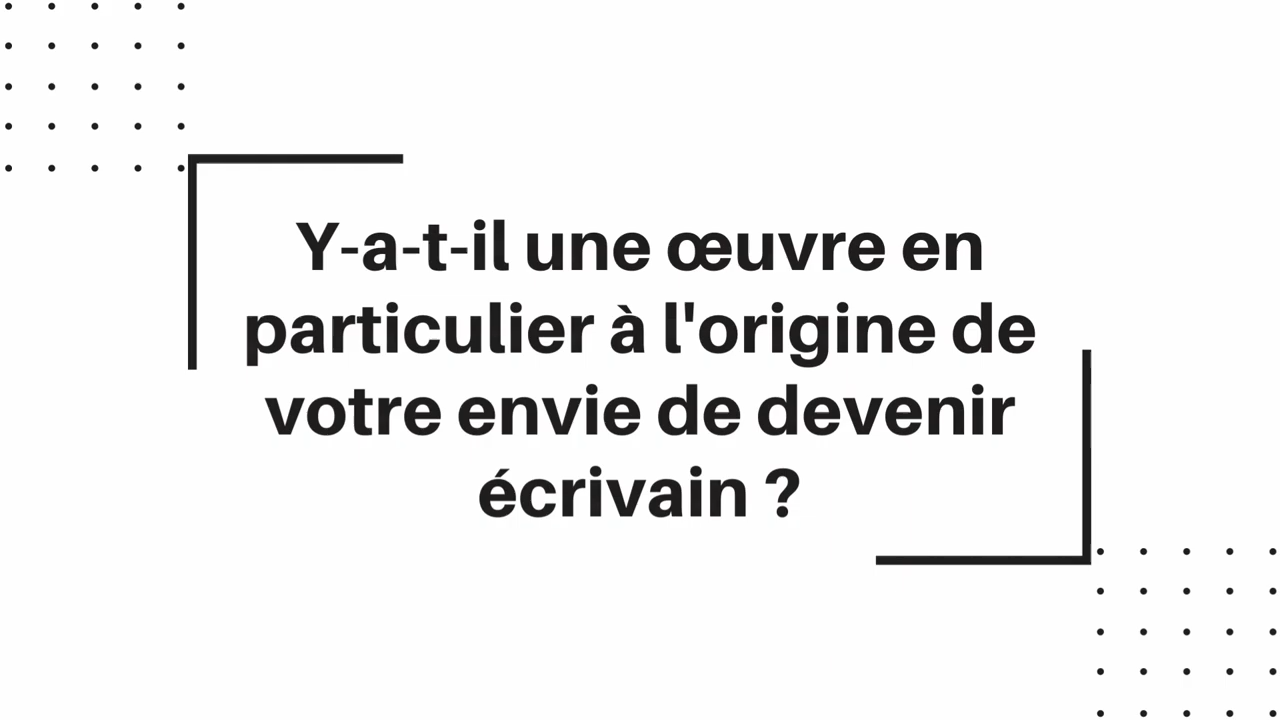 Y-a-t-il une œuvre en
particulier à l'origine de
votre envie de devenir
écrivain ?